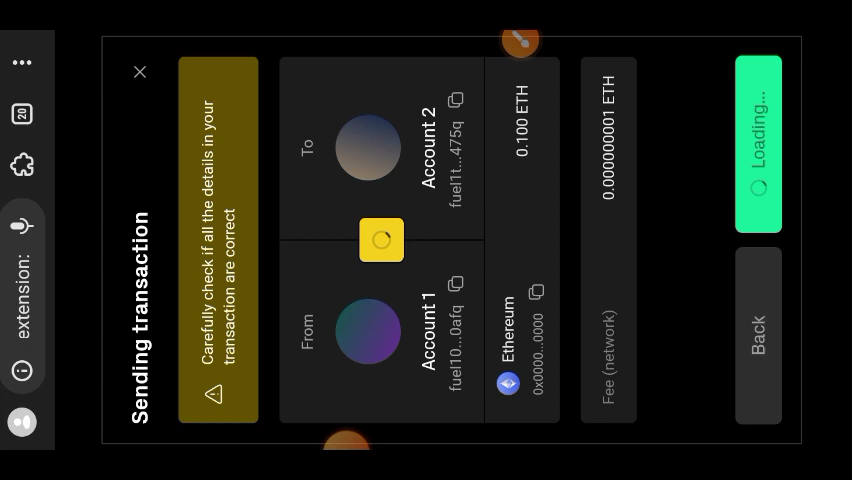 20
extension:
Sending transaction
Carefully check if all the details in your
transaction are correct
From
Account 1
fuel10...0afq
To
Account 2
fuel1t...475q
Ethereum
0x0000...0000
0.100 ETH
Fee (network)
0.000000001 ETH
Back
Loading...